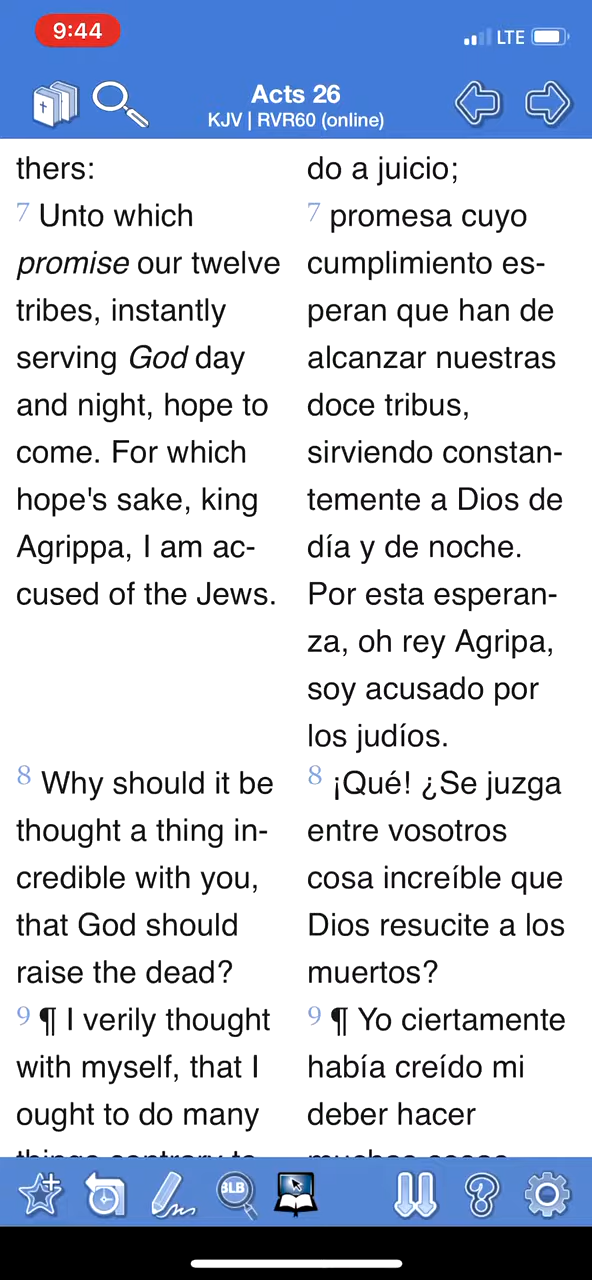 9:44
LTE
Acts 26
KJV | RVR60 (online)
thers:
7 Unto which
promise our twelve
tribes, instantly
serving God day
and night, hope to
come. For which
hope's sake, king
Agrippa, I am ac-
cused of the Jews.
8 Why should it be
thought a thing in-
credible with you,
that God should
raise the dead?
9 ¶ I verily thought
with myself, that I
ought to do many
things contrary to
do a juicio;
7 promesa cuyo
cumplimiento es-
peran que han de
alcanzar nuestras
doce tribus,
sirviendo constan-
temente a Dios de
día y de noche.
Por esta esperan-
za, oh rey Agripa,
soy acusado por
los judíos.
8 ¡Qué! ¿Se juzga
entre vosotros
cosa increíble que
Dios resucite a los
muertos?
9 ¶ Yo ciertamente
había creído mi
deber hacer
muchas cosas
BLB